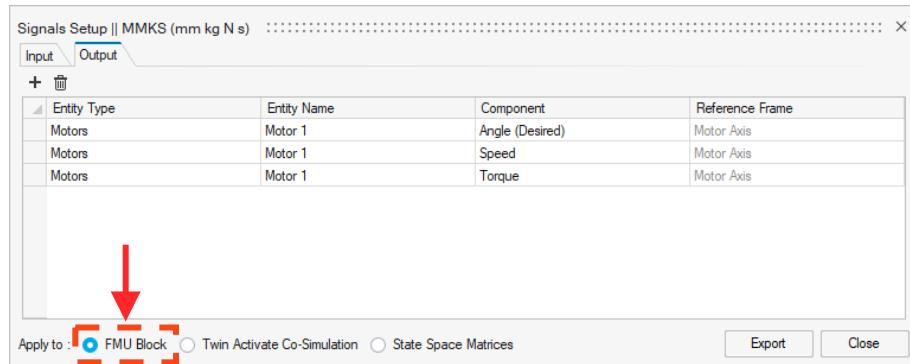 Signals Setup || MMKS (mm kg N s)
Input Output
Entity Type Entity Name Component Reference Frame
Motors Motor 1 Angle (Desired) Motor Axis
Motors Motor 1 Speed Motor Axis
Motors Motor 1 Torque Motor Axis
Apply to : FMU Block Twin Activate Co-Simulation State Space Matrices Export Close